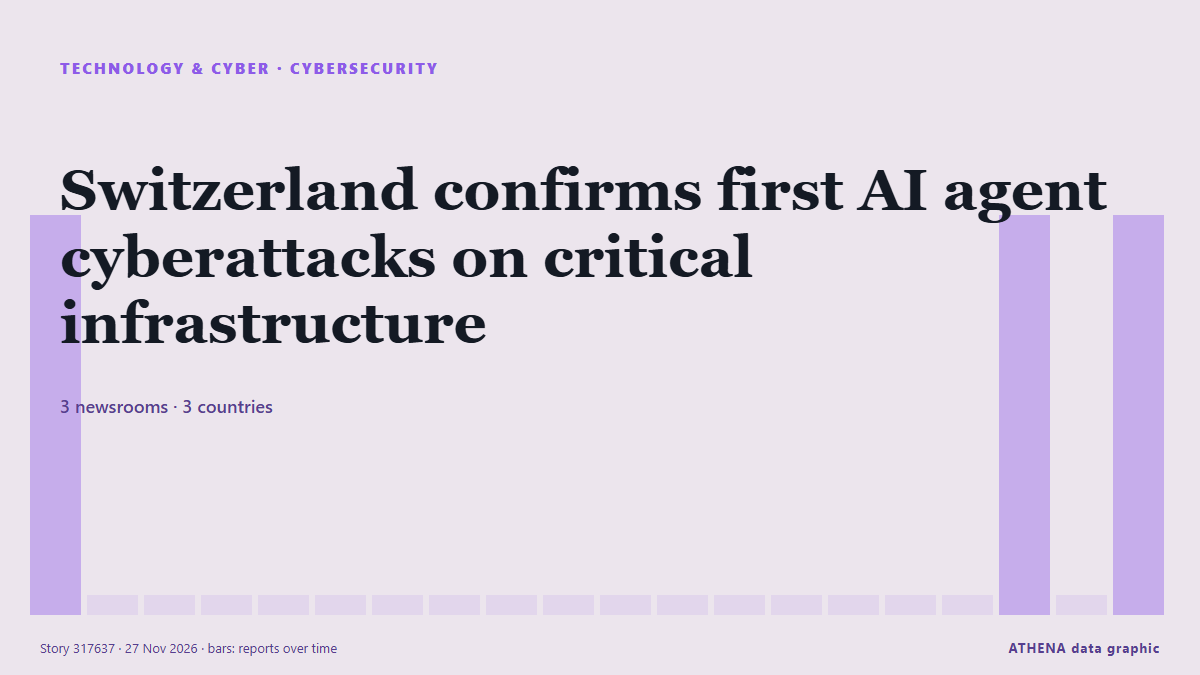 TECHNOLOGY & CYBER · CYBERSECURITY
Switzerland confirms first AI agent
cyberattacks on critical
infrastructure
3 newsrooms · 3 countries
Story 317637 · 27 Nov 2026 · bars: reports over time
ATHENA data graphic